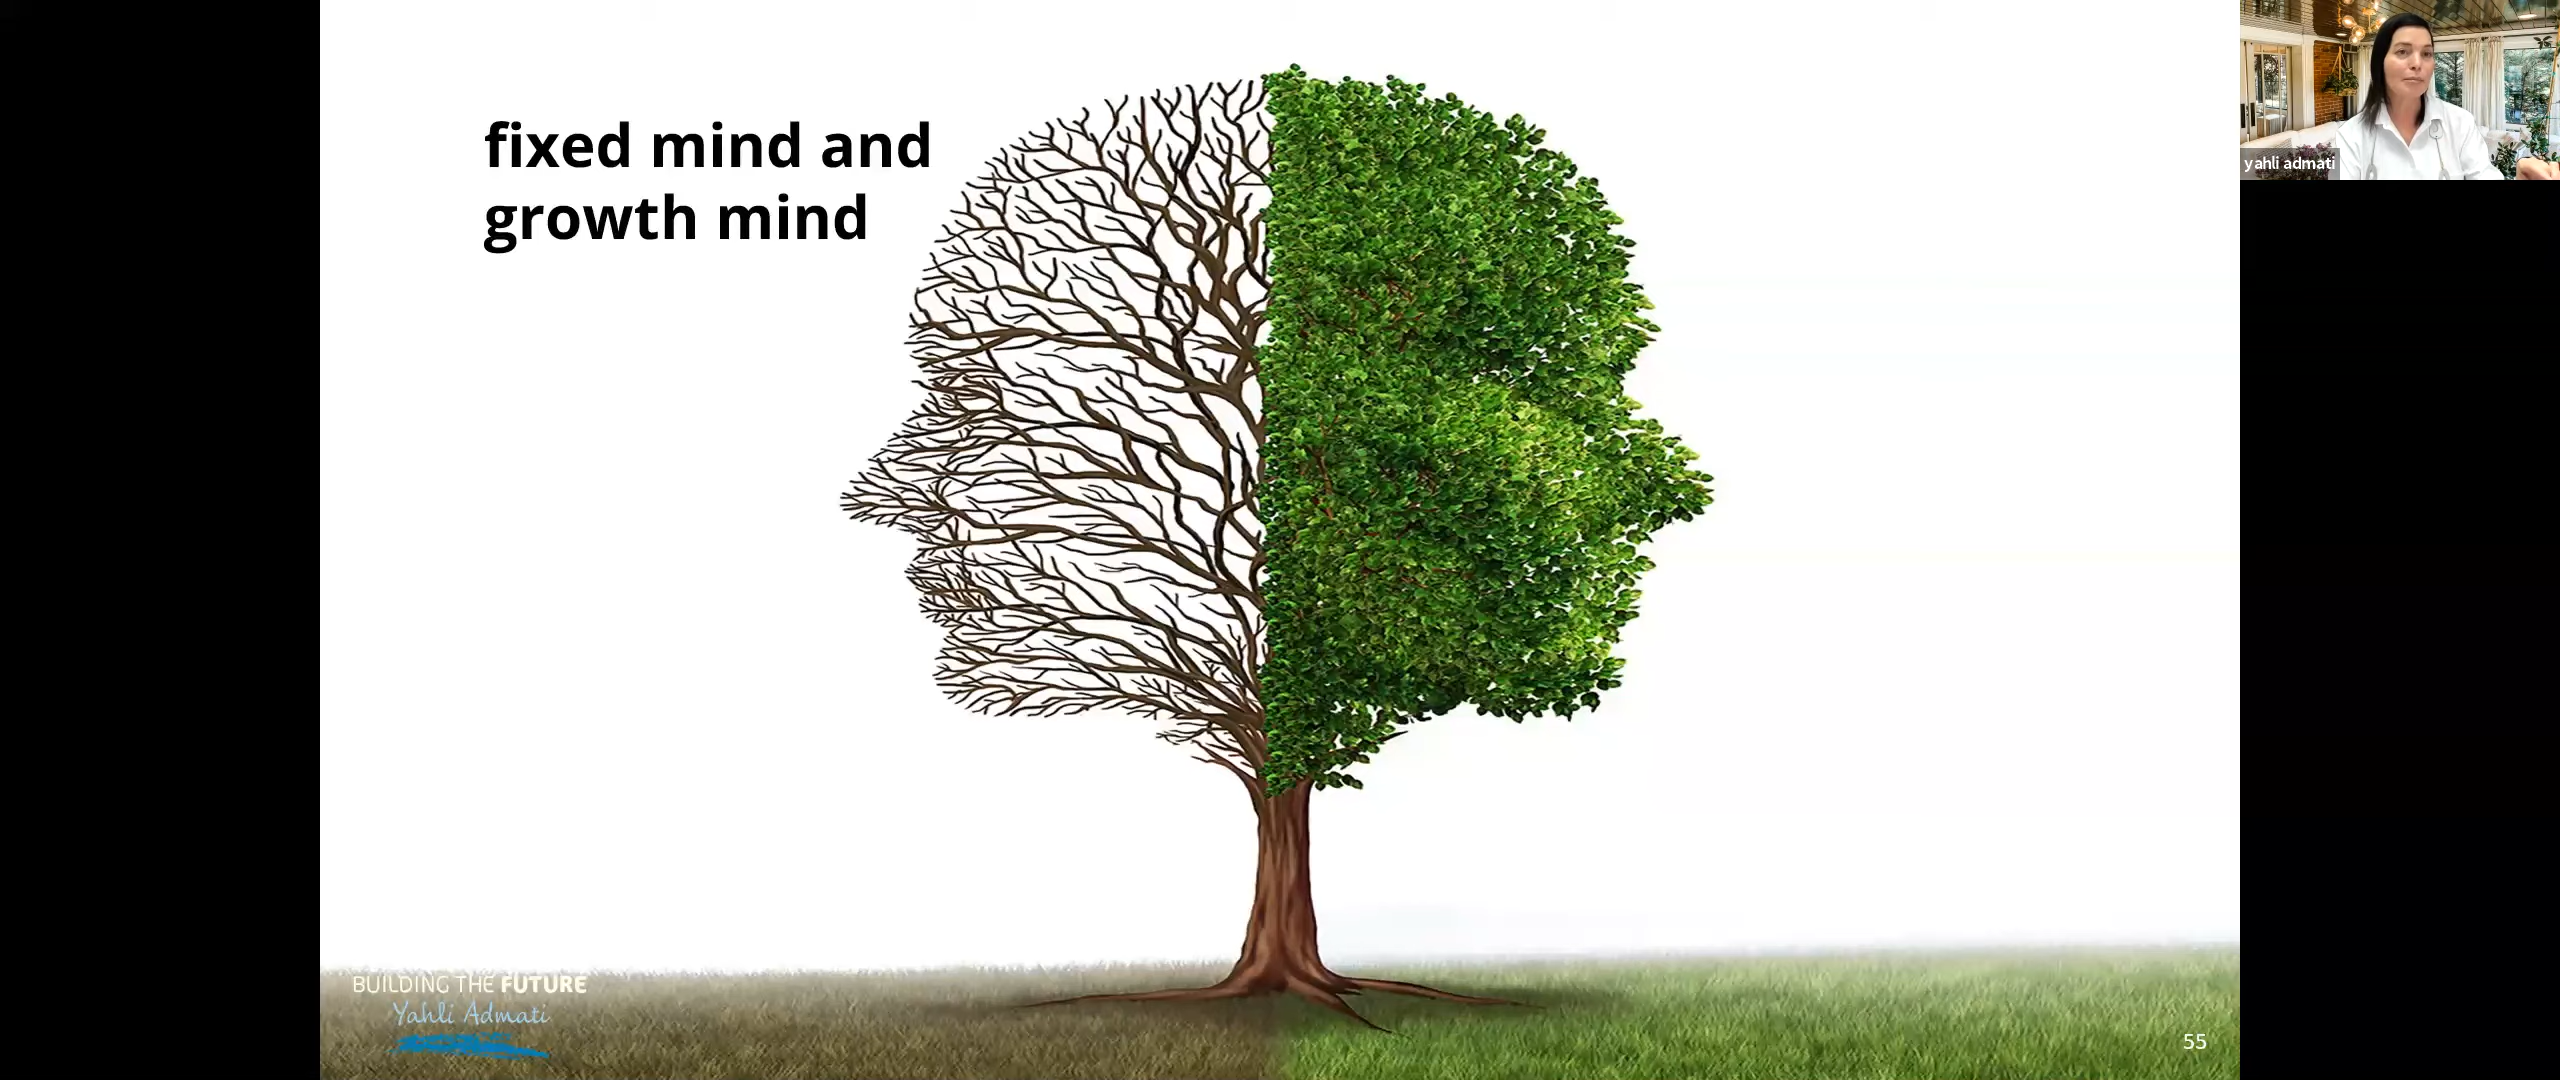 fixed mind and
growth mind
yahli admati
BUILDING THE FUTURE
Yahli Admati
55